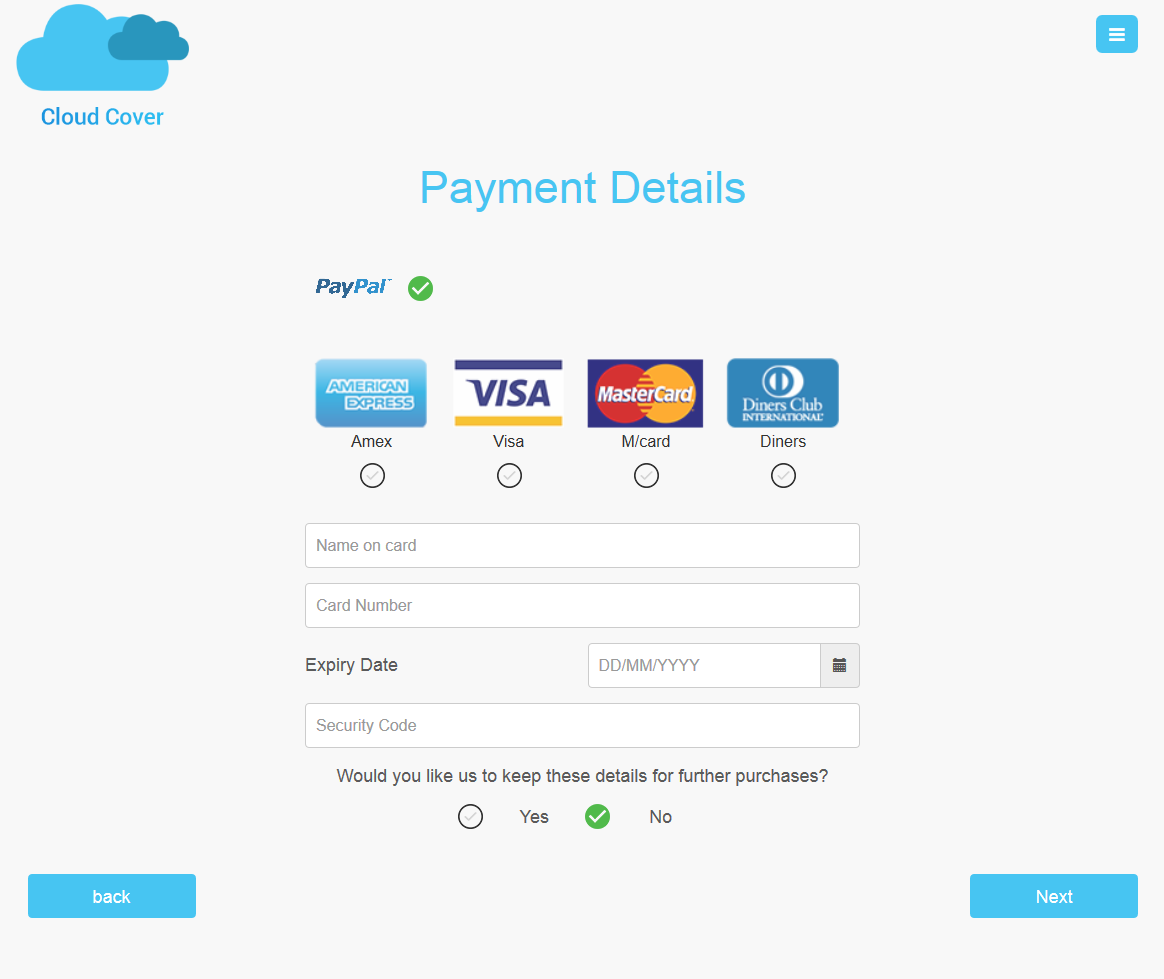 Cloud Cover
Payment Details
PayPal
AMERICAN
EXPRESS
VISA
MasterCard
Diners Club
INTERNATIONAL
Amex
Visa
M/card
Diners
Name on card
Card Number
Expiry Date
DD/MM/YYYY
Security Code
Would you like us to keep these details for further purchases?
Yes
No
back
Next